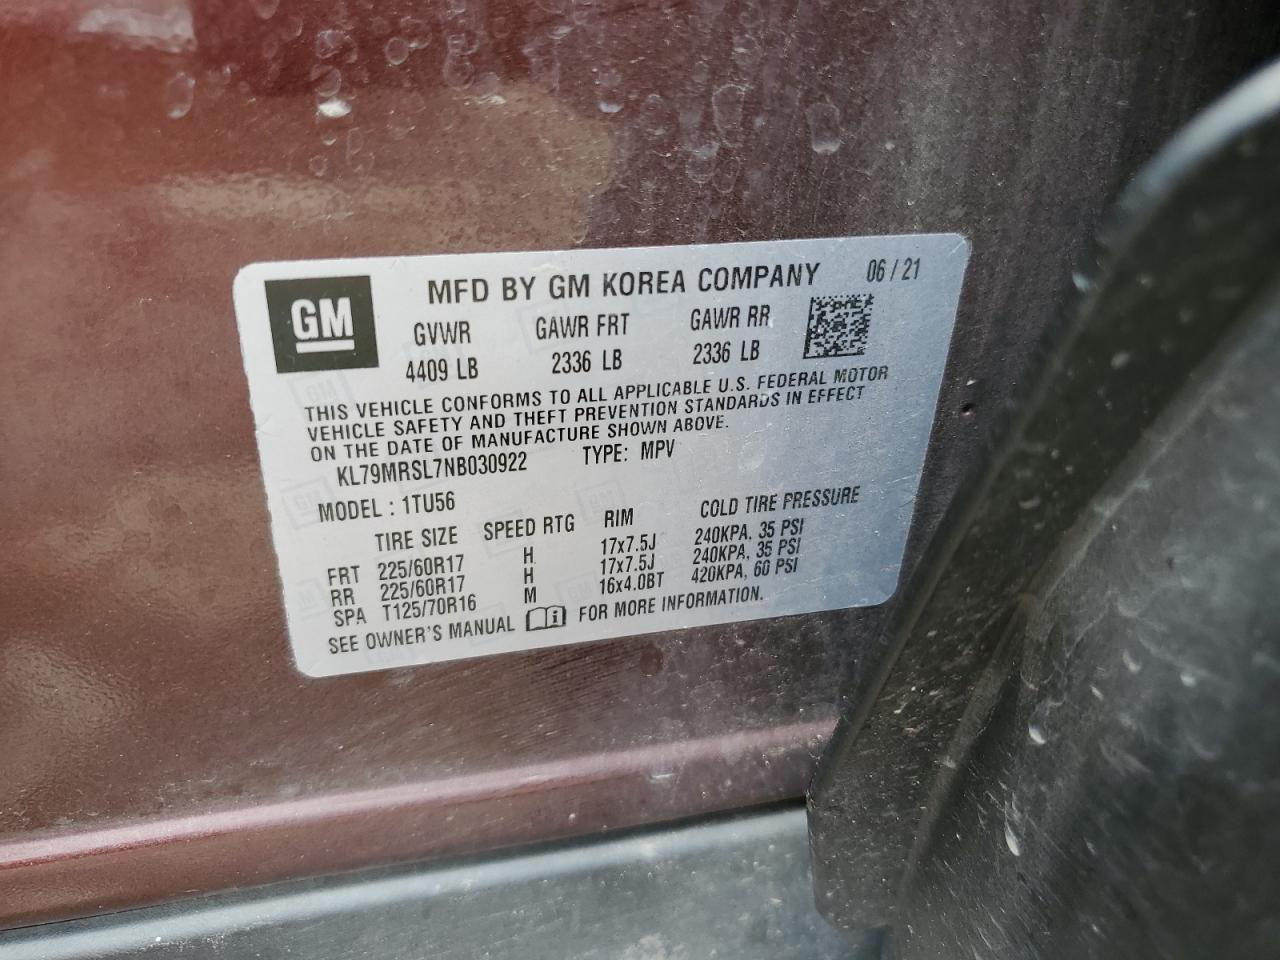 GM
MFD BY GM KOREA COMPANY 06 / 21
GVWR GAWR FRT GAWR RR
4409 LB 2336 LB 2336 LB
THIS VEHICLE CONFORMS TO ALL APPLICABLE U.S. FEDERAL MOTOR
VEHICLE SAFETY AND THEFT PREVENTION STANDARDS IN EFFECT
ON THE DATE OF MANUFACTURE SHOWN ABOVE.
KL79MRSL7NB030922 TYPE: MPV
MODEL : 1TU56
TIRE SIZE SPEED RTG RIM COLD TIRE PRESSURE
FRT 225/60R17 H 17x7.5J 240KPA, 35 PSI
RR 225/60R17 H 17x7.5J 240KPA, 35 PSI
SPA T125/70R16 M 16x4.0BT 420KPA, 60 PSI
SEE OWNER'S MANUAL FOR MORE INFORMATION.